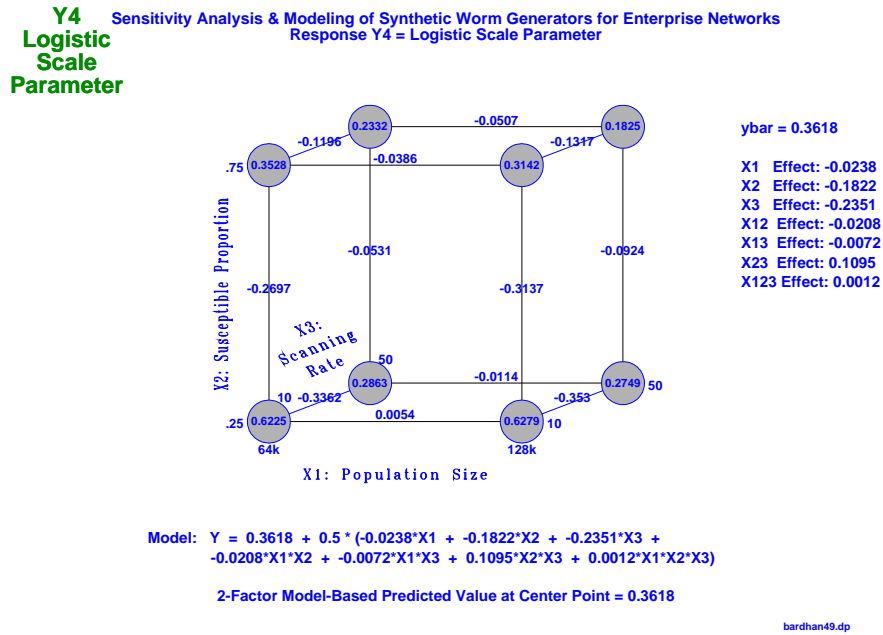 Y4
Logistic
Scale
Parameter
Sensitivity Analysis & Modeling of Synthetic Worm Generators for Enterprise Networks
Response Y4 = Logistic Scale Parameter
0.2332
-0.0507
0.1825
-0.1196
-0.1317
.75
0.3528
-0.0386
0.3142
ybar = 0.3618
X1 Effect: -0.0238
X2 Effect: -0.1822
X3 Effect: -0.2351
X12 Effect: -0.0208
X13 Effect: -0.0072
X23 Effect: 0.1095
X123 Effect: 0.0012
X2: Susceptible Proportion
-0.0531
-0.0924
-0.2697
-0.3137
X3:
Scanning
Rate
50
0.2863
-0.0114
0.2749
50
10
-0.3362
-0.353
.25
0.6225
0.0054
0.6279
10
64k
128k
X1: Population Size
Model: Y = 0.3618 + 0.5 * (-0.0238*X1 + -0.1822*X2 + -0.2351*X3 +
-0.0208*X1*X2 + -0.0072*X1*X3 + 0.1095*X2*X3 + 0.0012*X1*X2*X3)
2-Factor Model-Based Predicted Value at Center Point = 0.3618
bardhan49.dp